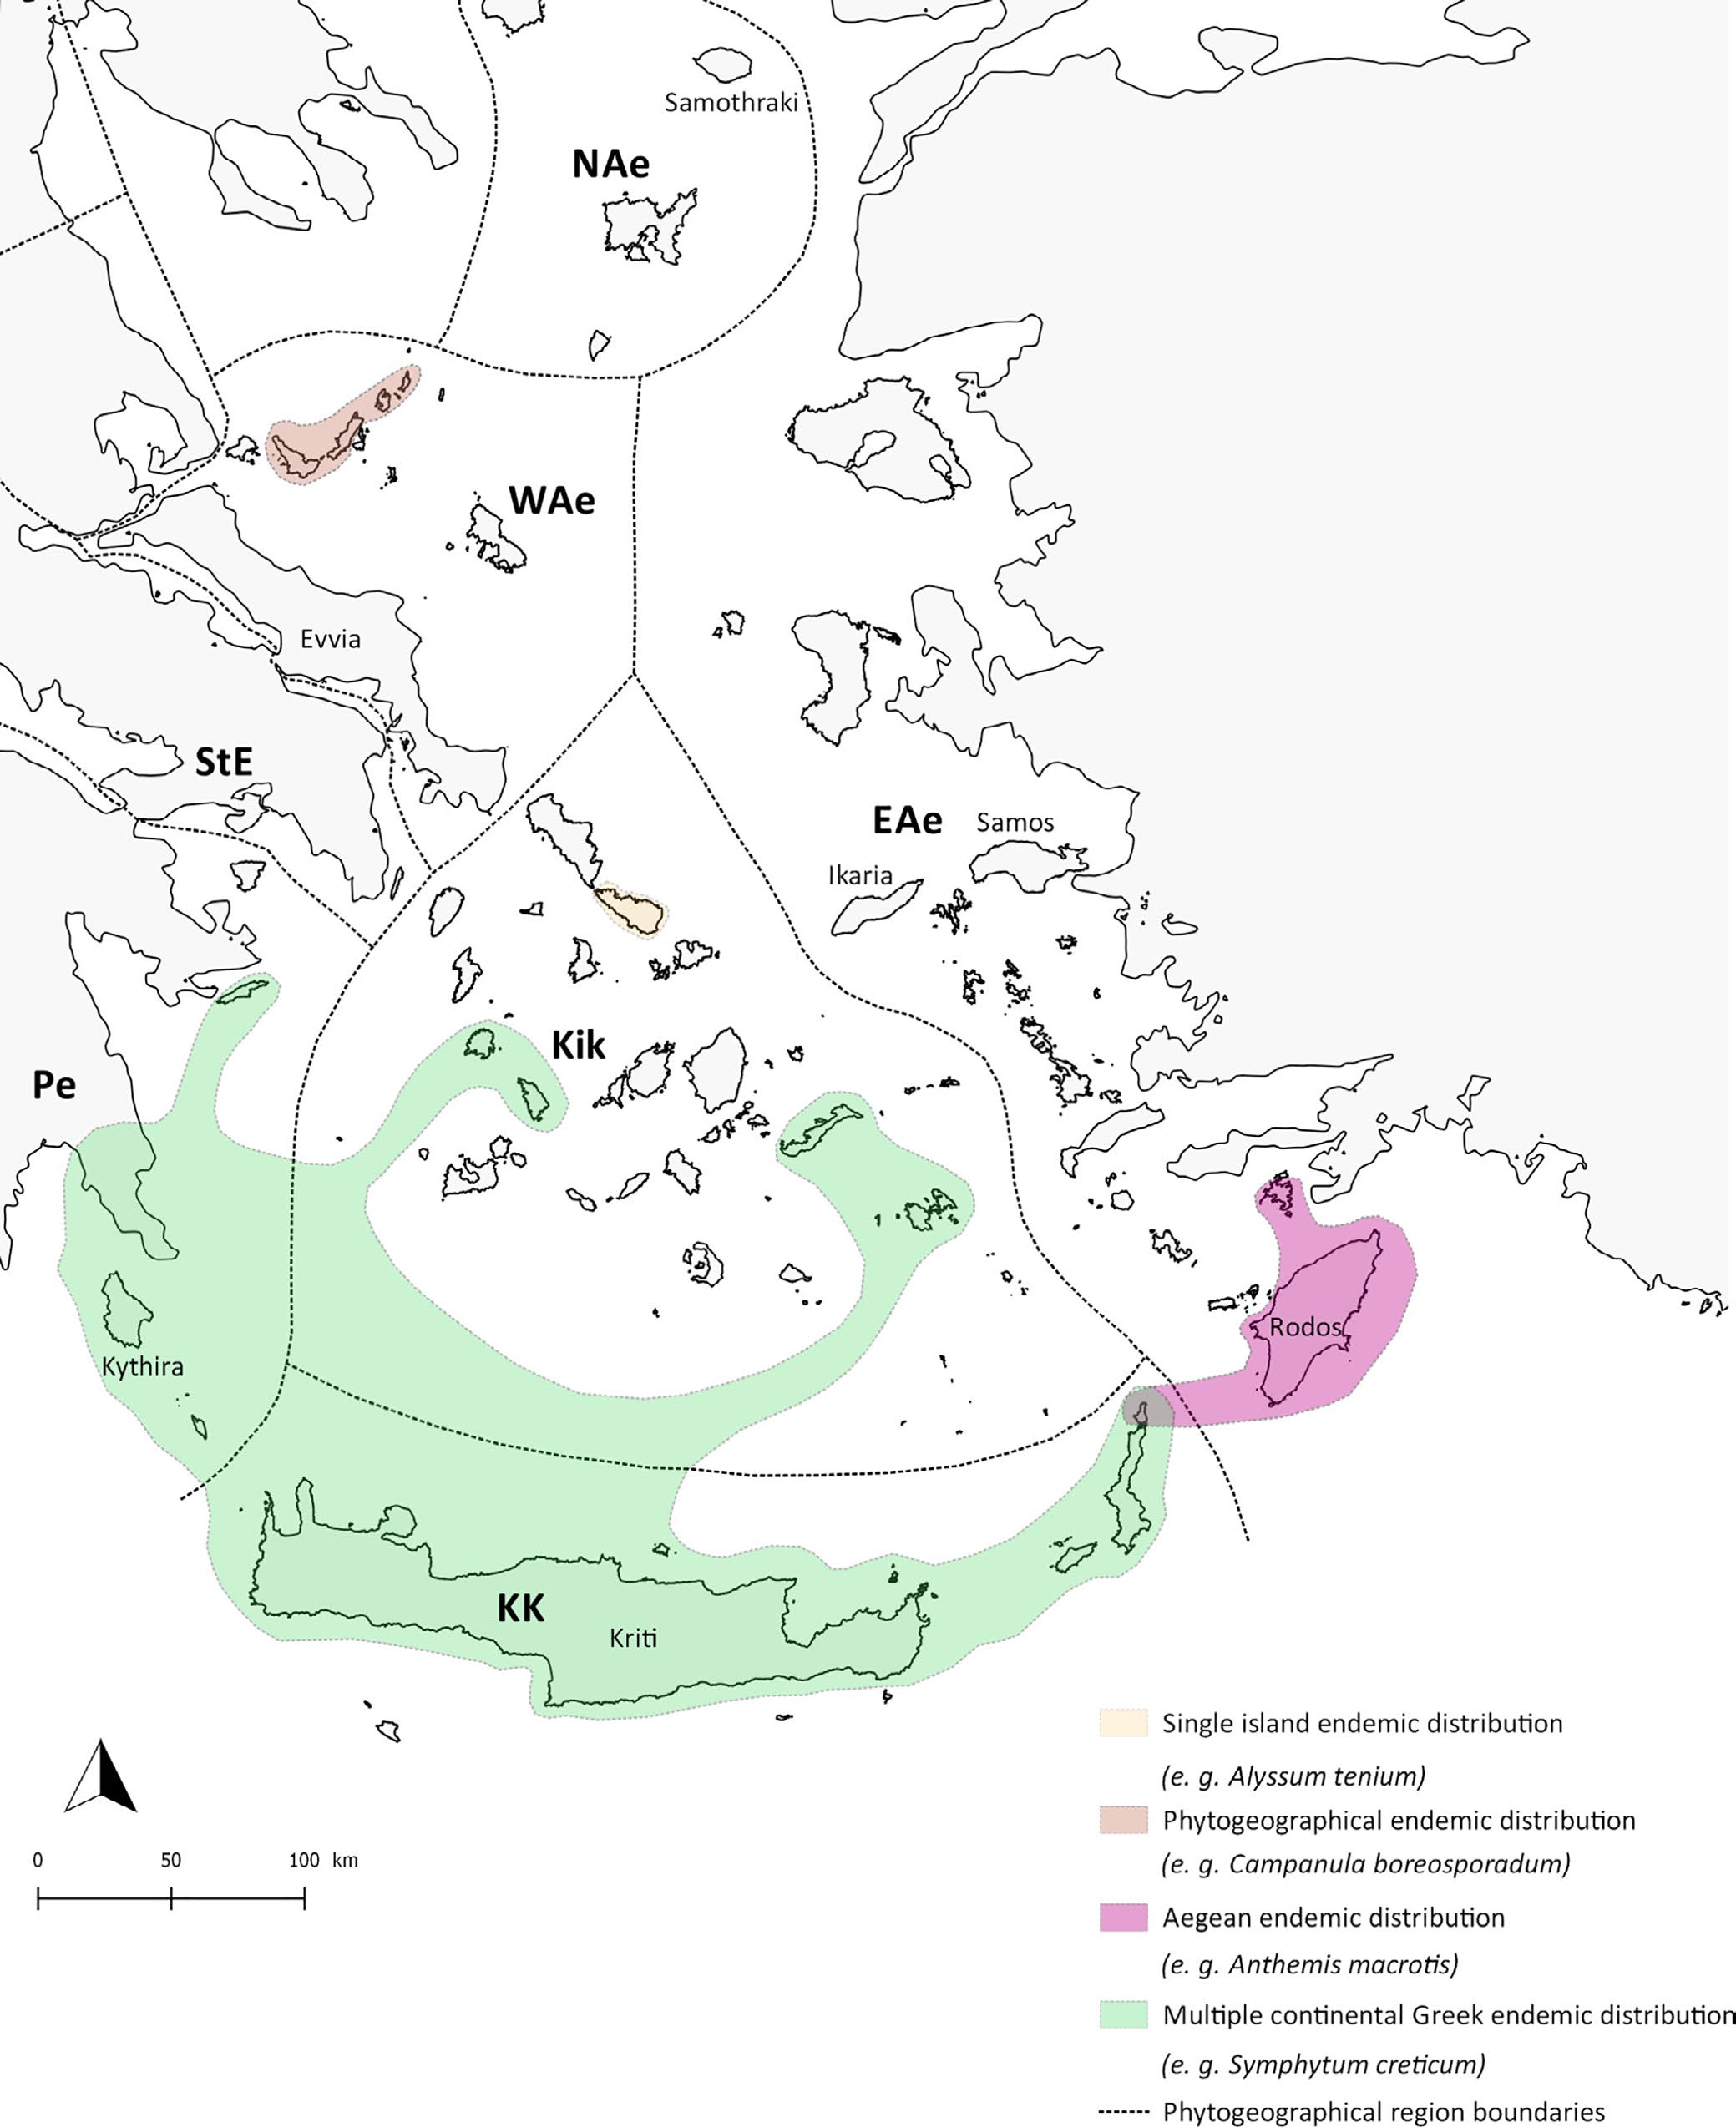 Samothraki
NAe
WAe
Evvia
StE
EAe
Samos
Ikaria
Kik
Pe
Rodos
Kythira
KK
Kriti
Single island endemic distribution
(e. g. Alyssum tenium)
Phytogeographical endemic distribution
(e. g. Campanula boreosporadum)
0 50 100 km
Aegean endemic distribution
(e. g. Anthemis macrotis)
Multiple continental Greek endemic distribution
(e. g. Symphytum creticum)
Phytogeographical region boundaries